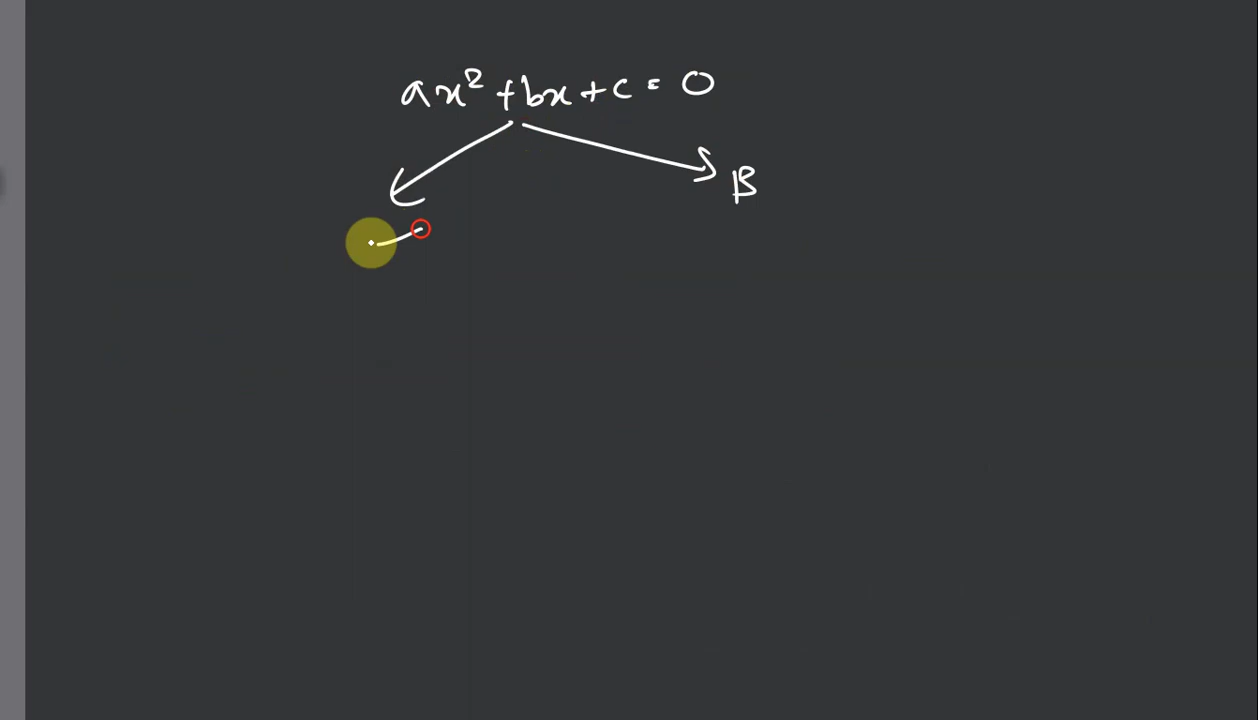 ax² + bx + c = 0
β